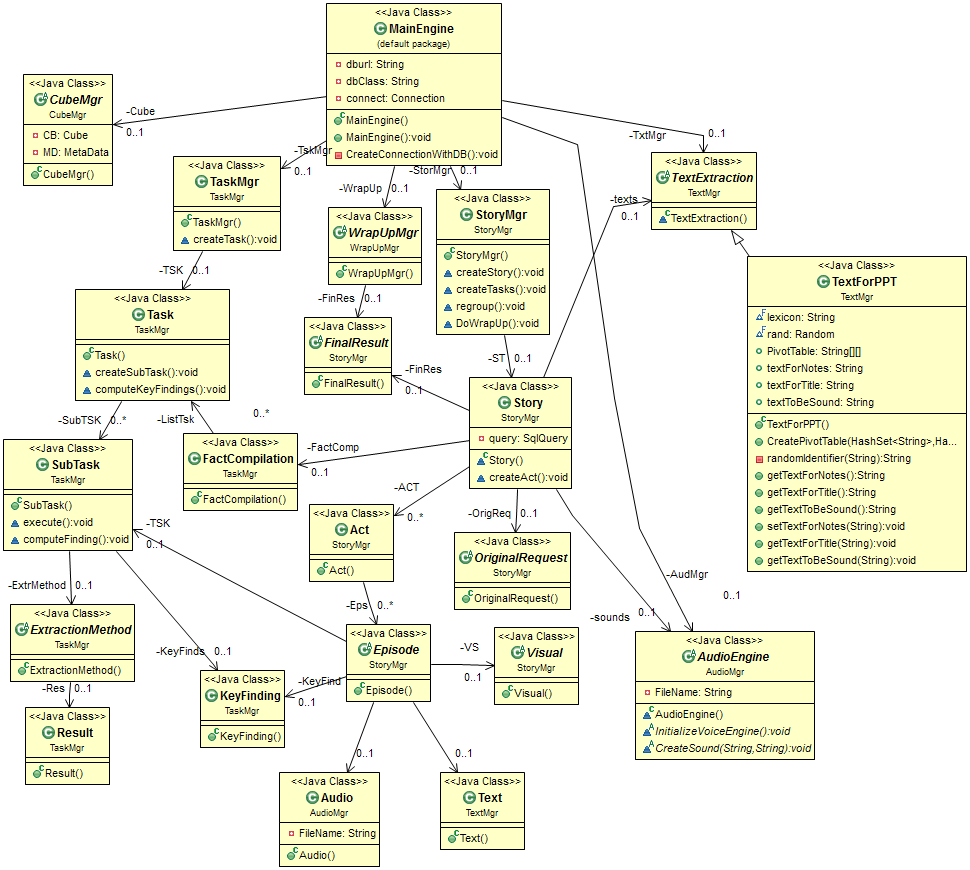 <<Java Class>>
MainEngine
(default package)
dburl: String
dbClass: String
connect: Connection
MainEngine()
MainEngine():void
CreateConnectionWithDB():void
<<Java Class>>
CubeMgr
CubeMgr
CB: Cube
MD: MetaData
CubeMgr()
-Cube
0..1
-TskMgr
0..1
-WrapUp
0..1
-StorMgr
0..1
-TxtMgr
0..1
<<Java Class>>
TaskMgr
TaskMgr
TaskMgr()
createTask():void
<<Java Class>>
WrapUpMgr
WrapUpMgr
WrapUpMgr()
<<Java Class>>
StoryMgr
StoryMgr
StoryMgr()
createStory():void
createTasks():void
regroup():void
DoWrapUp():void
<<Java Class>>
TextExtraction
TextMgr
TextExtraction()
-texts
0..1
<<Java Class>>
TextForPPT
TextMgr
lexicon: String
rand: Random
PivotTable: String[][]
textForNotes: String
textForTitle: String
textToBeSound: String
TextForPPT()
CreatePivotTable(HashSet<String>,Ha...
randomIdentifier(String):String
getTextForNotes():String
getTextForTitle():String
getTextToBeSound():String
setTextForNotes(String):void
getTextForTitle(String):void
getTextToBeSound(String):void
-TSK
0..1
<<Java Class>>
Task
TaskMgr
Task()
createSubTask():void
computeKeyFindings():void
-FinRes
0..1
<<Java Class>>
FinalResult
StoryMgr
FinalResult()
-ST
0..1
-FinRes
0..1
<<Java Class>>
Story
StoryMgr
query: SqlQuery
Story()
createAct():void
-SubTSK
0..*
-ListTsk
0..*
<<Java Class>>
SubTask
TaskMgr
SubTask()
execute():void
computeFinding():void
<<Java Class>>
FactCompilation
TaskMgr
FactCompilation()
-FactComp
0..1
-ACT
0..*
-OrigReq
0..1
<<Java Class>>
Act
StoryMgr
Act()
<<Java Class>>
OriginalRequest
StoryMgr
OriginalRequest()
-TSK
0..1
-ExtrMethod
0..1
<<Java Class>>
ExtractionMethod
TaskMgr
ExtractionMethod()
-Eps
0..*
-AudMgr
0..1
-sounds
0..1
<<Java Class>>
Episode
StoryMgr
Episode()
-VS
0..1
<<Java Class>>
Visual
StoryMgr
Visual()
<<Java Class>>
AudioEngine
AudioMgr
FileName: String
AudioEngine()
InitializeVoiceEngine():void
CreateSound(String,String):void
-KeyFinds
0..1
-KeyFind
0..1
<<Java Class>>
KeyFinding
TaskMgr
KeyFinding()
-Res
0..1
<<Java Class>>
Result
TaskMgr
Result()
0..1
0..1
<<Java Class>>
Audio
AudioMgr
FileName: String
Audio()
<<Java Class>>
Text
TextMgr
Text()